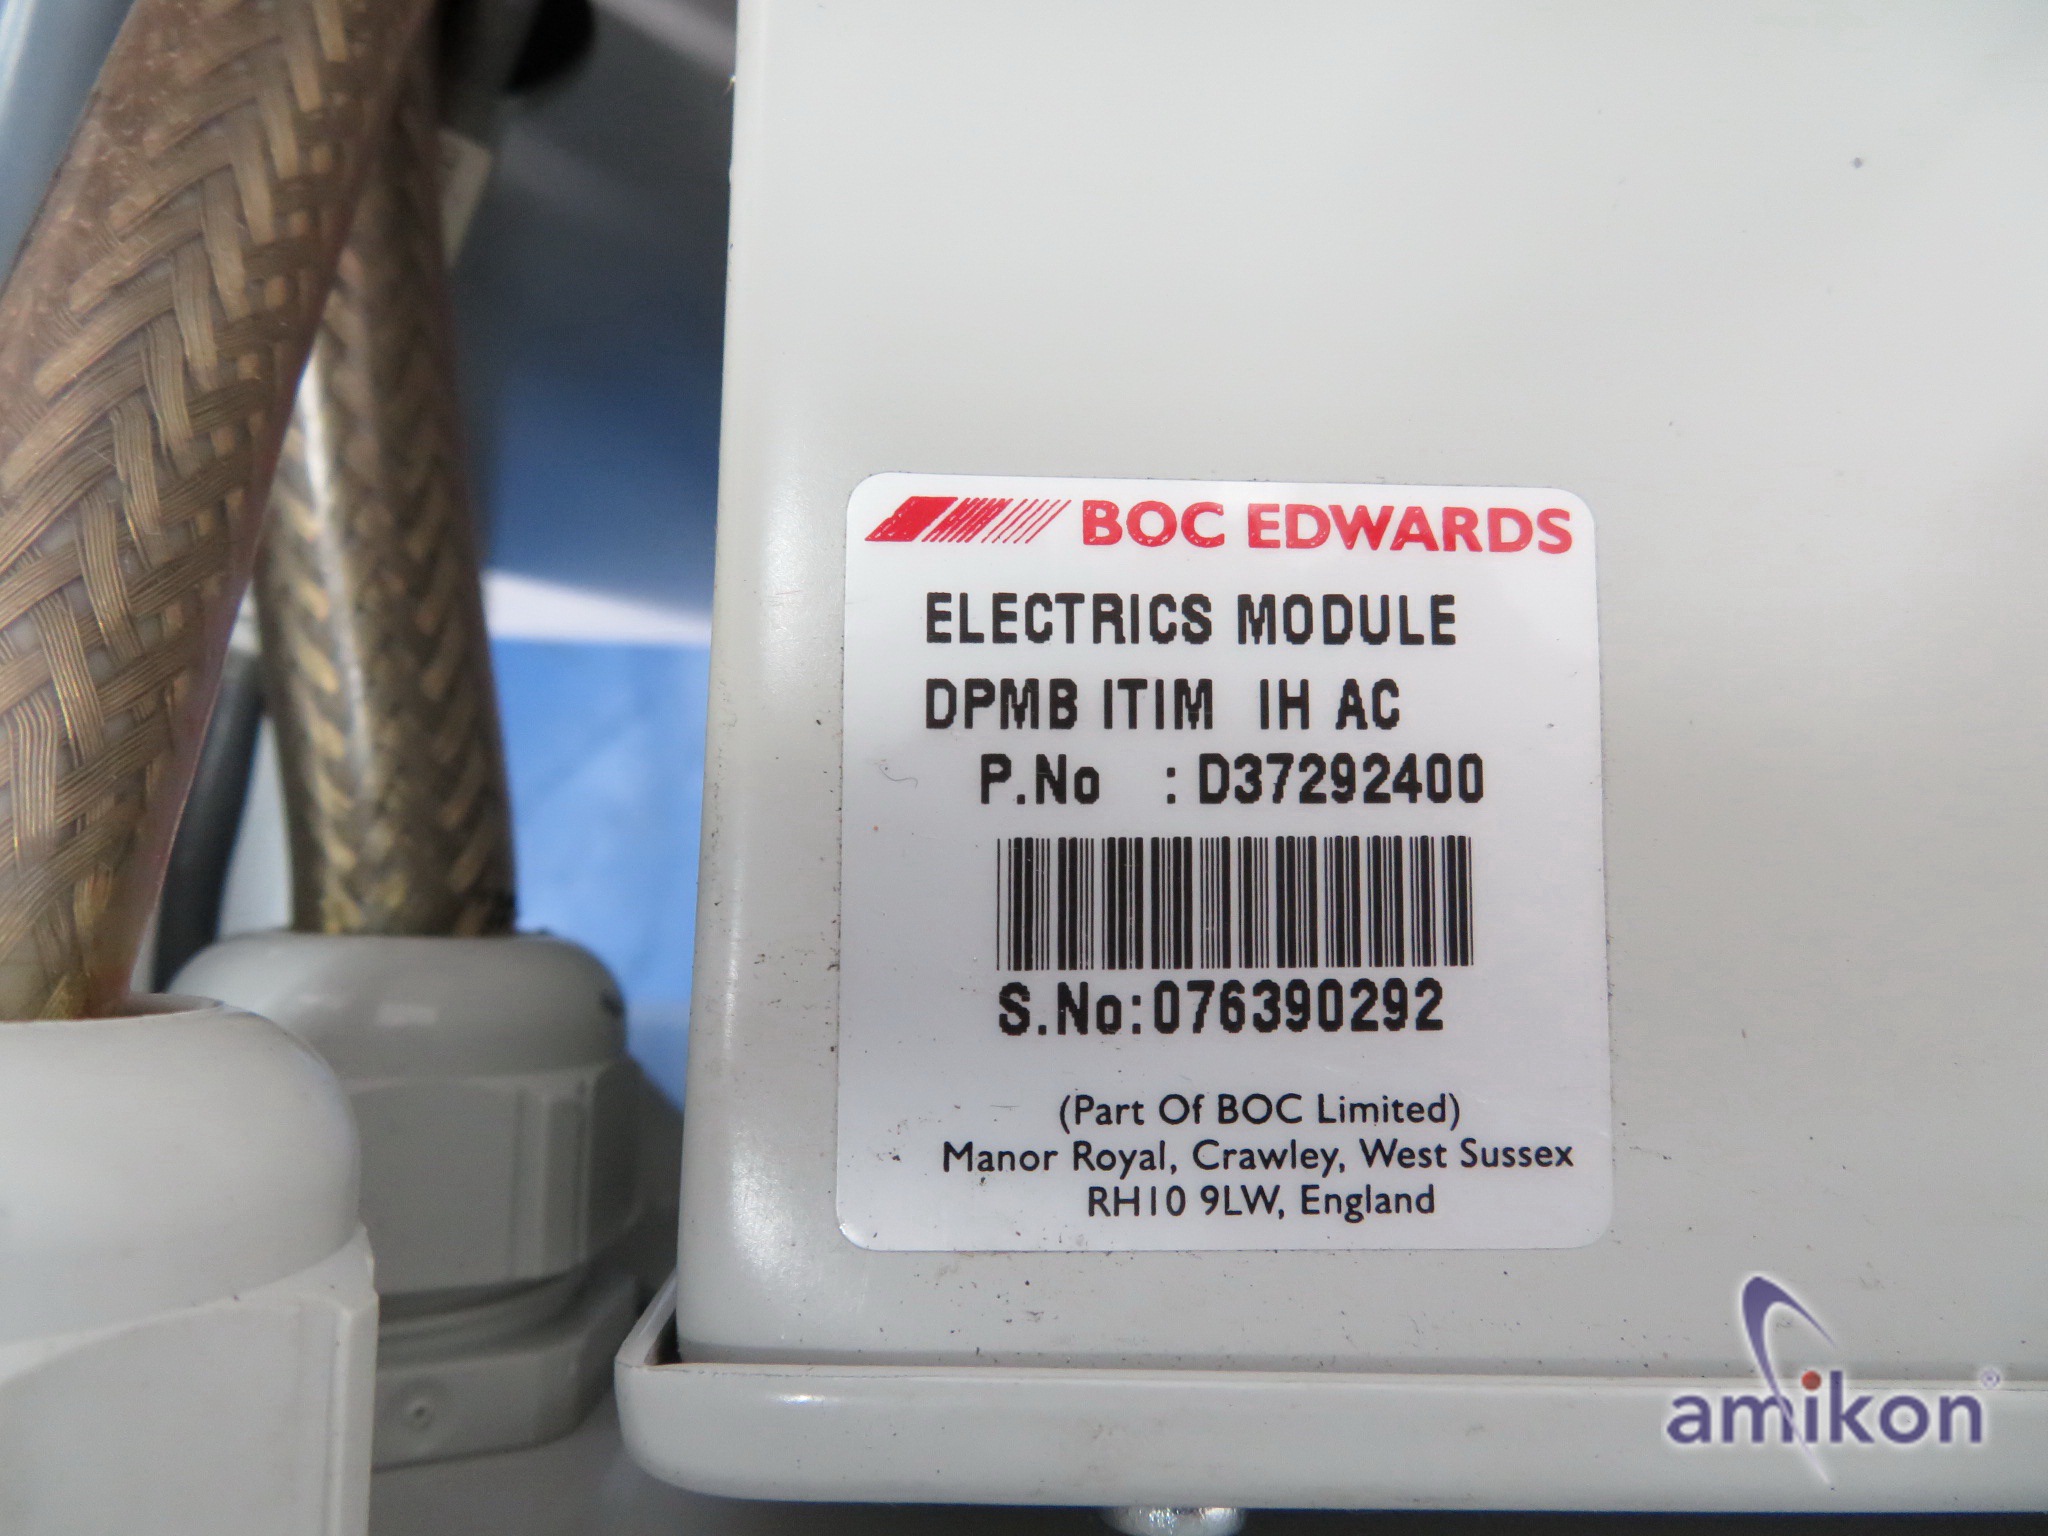 BOC EDWARDS
ELECTRICS MODULE
DPMB ITIM IH AC
P.No : D37292400
S.No:076390292
(Part Of BOC Limited)
Manor Royal, Crawley, West Sussex
RH10 9LW, England
amikon®